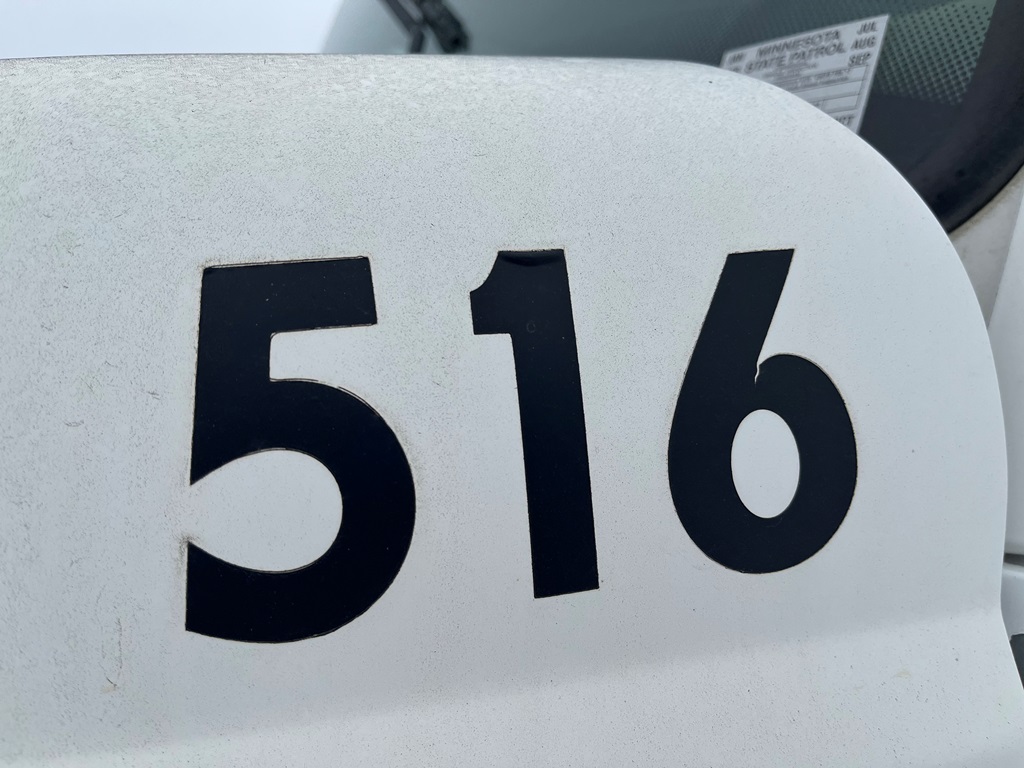 MINNESOTA JUL
STATE PATROL AUG
SEP
516